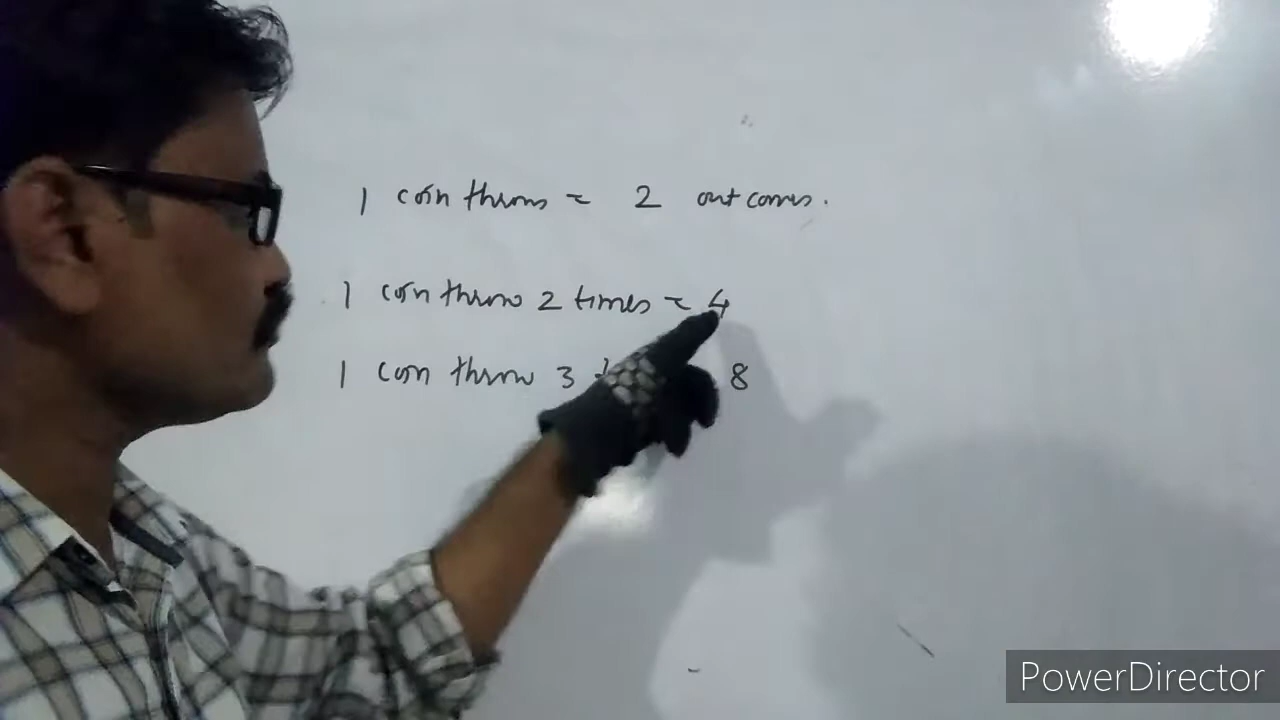 1 coin throws = 2 outcomes.
1 coin throw 2 times = 4
1 coin throw 3 8
PowerDirector